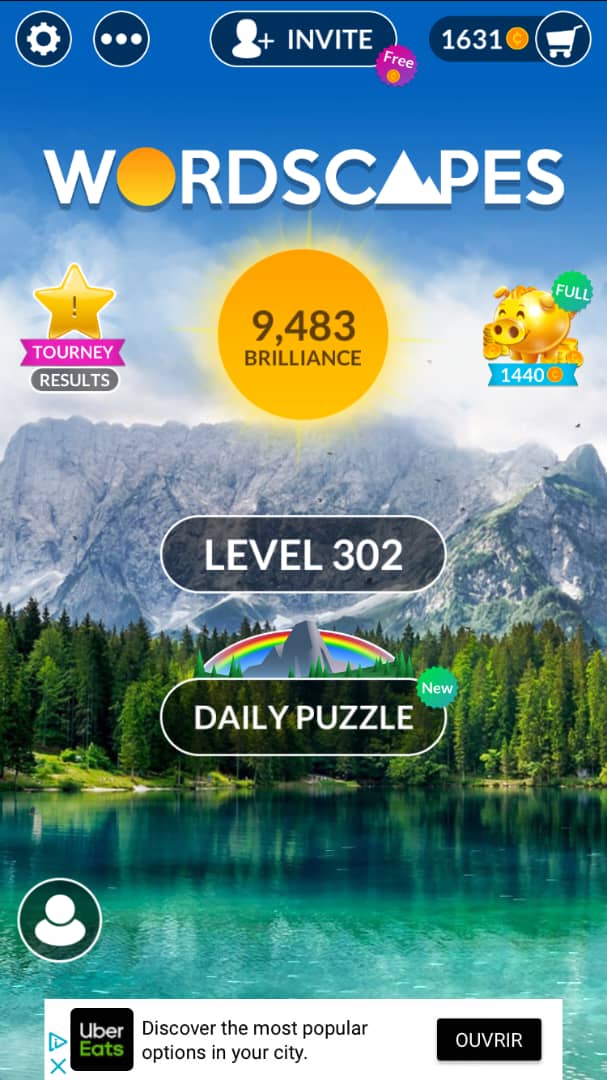 INVITE
Free
1631
WORDSCAPES
9,483
BRILLIANCE
!
TOURNEY
RESULTS
FULL
1440
LEVEL 302
New
DAILY PUZZLE
Uber
Eats
Discover the most popular
options in your city.
OUVRIR